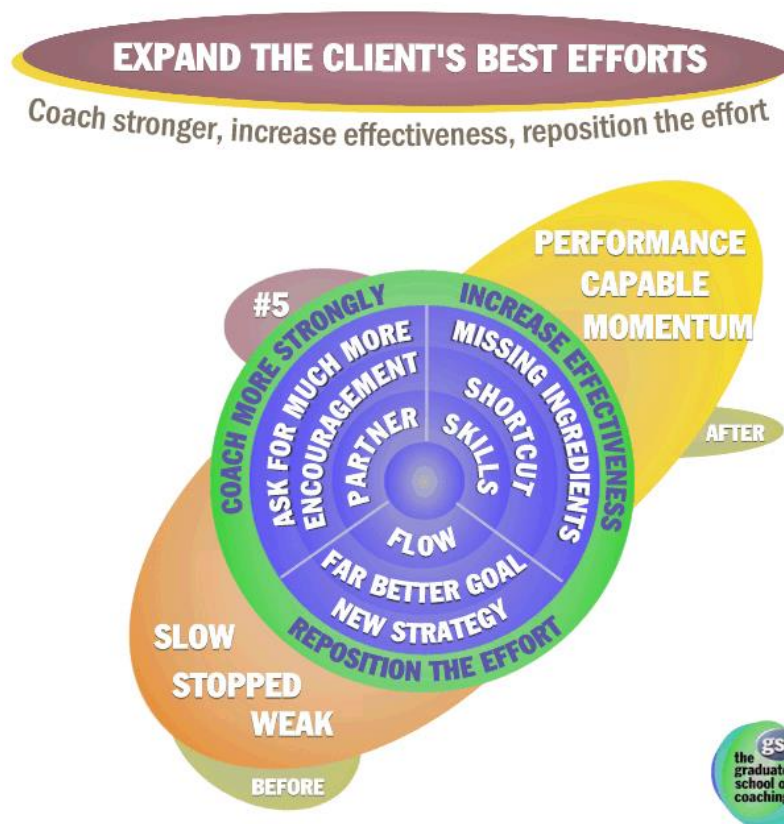 EXPAND THE CLIENT'S BEST EFFORTS
Coach stronger, increase effectiveness, reposition the effort
PERFORMANCE
CAPABLE
MOMENTUM
#5
COACH MORE STRONGLY
ASK FOR MUCH MORE
ENCOURAGEMENT
PARTNER
INCREASE EFFECTIVENESS
MISSING INGREDIENTS
SHORTCUT
SKILLS
AFTER
FLOW
FAR BETTER GOAL
NEW STRATEGY
REPOSITION THE EFFORT
SLOW
STOPPED
WEAK
BEFORE
gs
the
graduate
school o
coaching